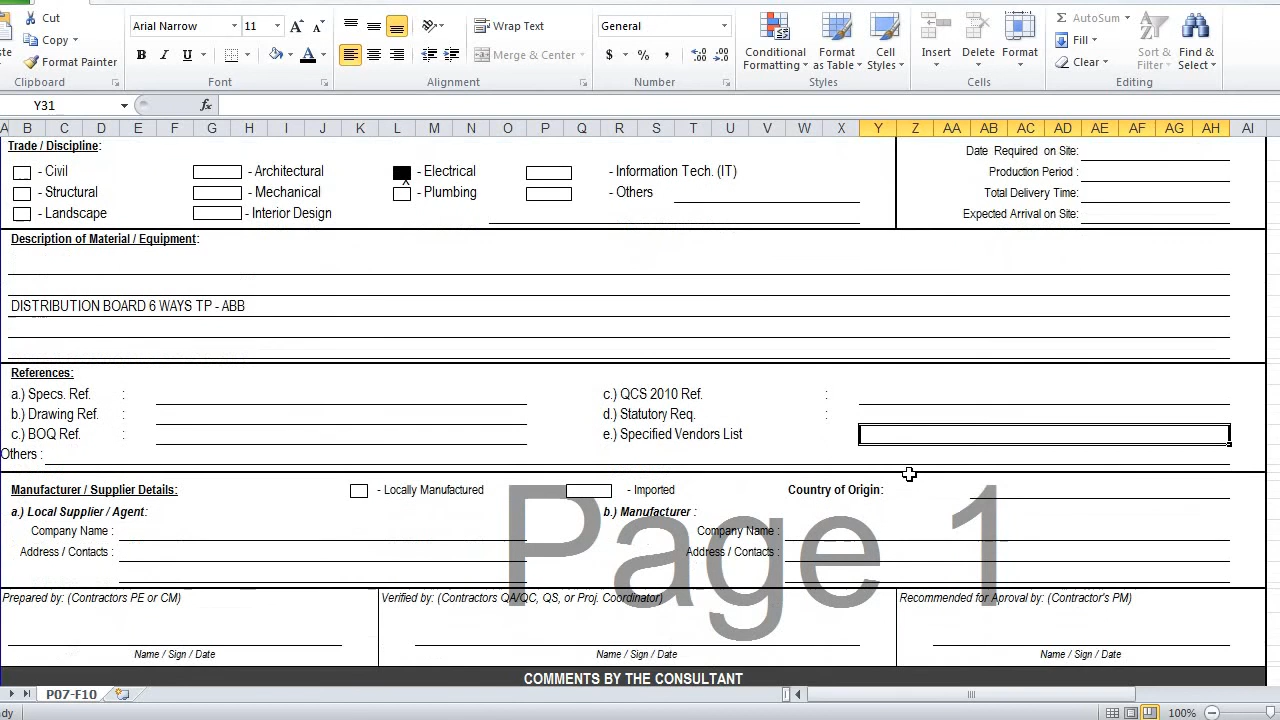 Cut
Arial Narrow 11 Wrap Text General AutoSum
Copy Fill
Format Painter B I U Merge & Center $ % , Conditional Formatting Format as Table Cell Styles Insert Delete Format Clear Sort & Filter Find & Select
Clipboard Font Alignment Number Styles Cells Editing
Y31 fx
A B C D E F G H I J K L M N O P Q R S T U V W X Y Z AA AB AC AD AE AF AG AH AI
Trade / Discipline: Date Required on Site:
- Civil - Architectural - Electrical - Information Tech. (IT) Production Period :
- Structural - Mechanical - Plumbing - Others Total Delivery Time:
- Landscape - Interior Design Expected Arrival on Site:
Description of Material / Equipment:
DISTRIBUTION BOARD 6 WAYS TP - ABB
References:
a.) Specs. Ref. : c.) QCS 2010 Ref. :
b.) Drawing Ref. : d.) Statutory Req. :
c.) BOQ Ref. : e.) Specified Vendors List
Others :
Manufacturer / Supplier Details: - Locally Manufactured - Imported Country of Origin:
Page 1
a.) Local Supplier / Agent: b.) Manufacturer :
Company Name : Company Name :
Address / Contacts : Address / Contacts :
Prepared by: (Contractors PE or CM) Verified by: (Contractors QA/QC, QS, or Proj. Coordinator) Recommended for Aproval by: (Contractor's PM)
Name / Sign / Date Name / Sign / Date Name / Sign / Date
COMMENTS BY THE CONSULTANT
P07-F10
100%